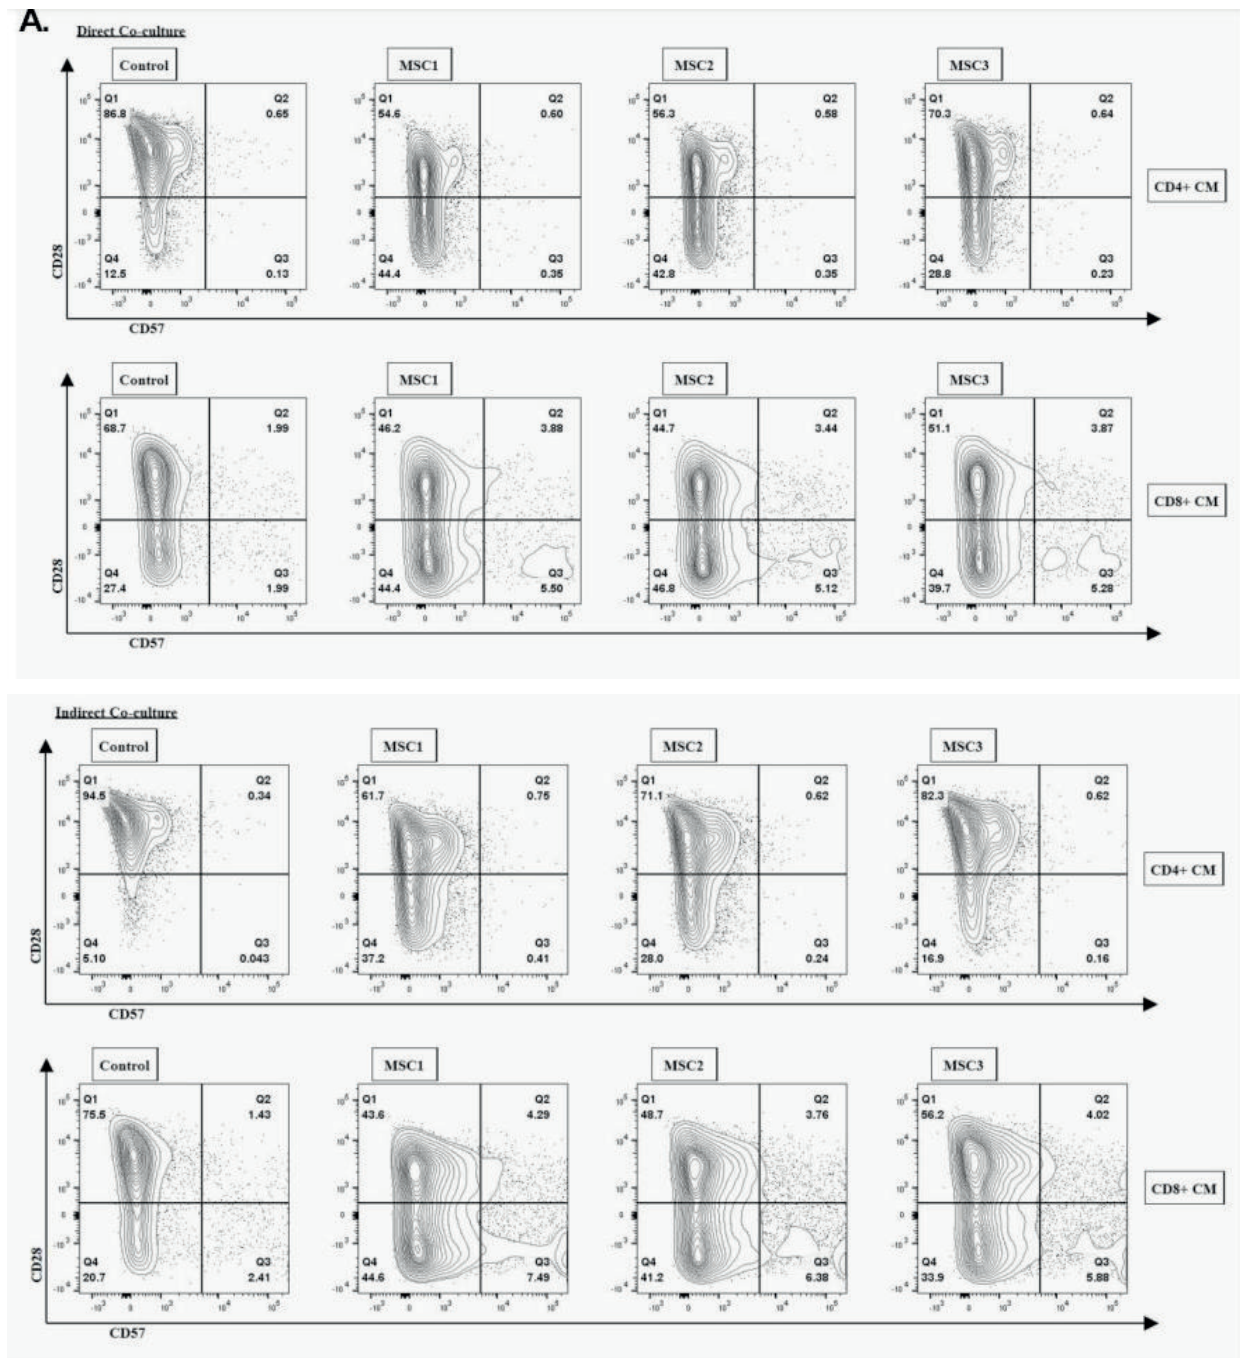 A.
Direct Co-culture
Control MSC1 MSC2 MSC3
Q1 Q2 Q1 Q2 Q1 Q2 Q1 Q2
86.8 0.65 54.6 0.60 56.3 0.58 70.3 0.64
CD4+ CM
Q4 Q3 Q4 Q3 Q4 Q3 Q4 Q3
12.5 0.13 44.4 0.35 42.8 0.35 28.8 0.23
CD28
CD57
Control MSC1 MSC2 MSC3
Q1 Q2 Q1 Q2 Q1 Q2 Q1 Q2
68.7 1.99 46.2 3.88 44.7 3.44 51.1 3.87
CD8+ CM
Q4 Q3 Q4 Q3 Q4 Q3 Q4 Q3
27.4 1.99 44.4 5.50 46.8 5.12 39.7 5.28
CD28
CD57
Indirect Co-culture
Control MSC1 MSC2 MSC3
Q1 Q2 Q1 Q2 Q1 Q2 Q1 Q2
94.5 0.34 61.7 0.75 71.1 0.62 82.3 0.62
CD4+ CM
Q4 Q3 Q4 Q3 Q4 Q3 Q4 Q3
5.10 0.043 37.2 0.41 28.0 0.24 16.9 0.16
CD28
CD57
Control MSC1 MSC2 MSC3
Q1 Q2 Q1 Q2 Q1 Q2 Q1 Q2
75.5 1.43 43.6 4.29 48.7 3.76 56.2 4.02
CD8+ CM
Q4 Q3 Q4 Q3 Q4 Q3 Q4 Q3
20.7 2.41 44.6 7.49 41.2 6.38 33.9 5.88
CD28
CD57